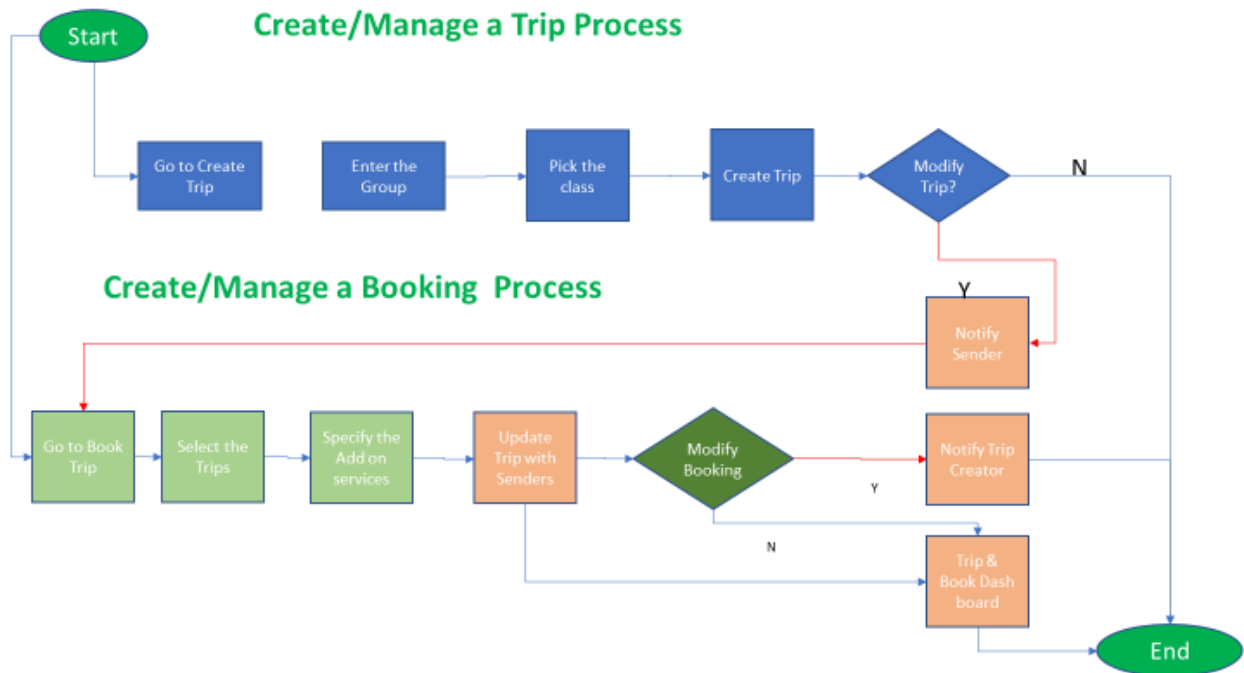 Create/Manage a Trip Process
Start
Go to Create
Trip
Enter the
Group
Pick the
class
Create Trip
Modify
Trip?
N
Create/Manage a Booking  Process
Y
Notify
Sender
Go to Book
Trip
Select the
Trips
Specify the
Add on
services
Update
Trip with
Senders
Modify
Booking
Y
Notify Trip
Creator
N
Trip &
Book Dash
board
End